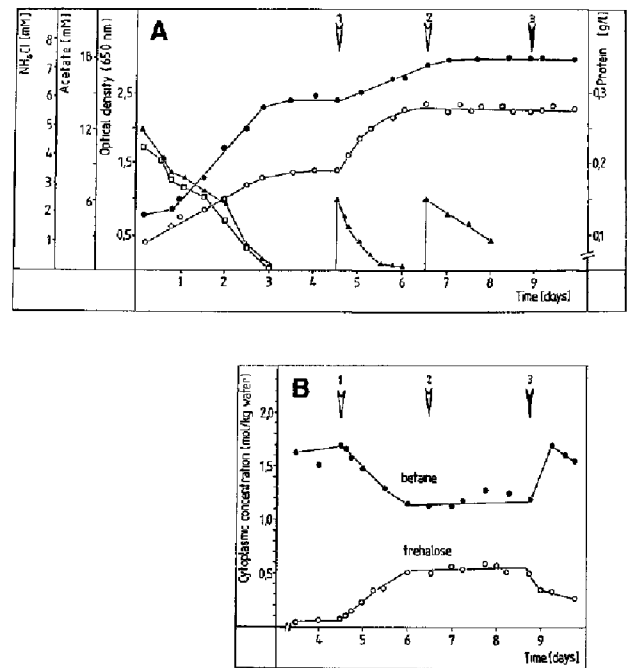 A
NH₄Cl [mM]
Acetate [mM]
Optical density (650 nm)
Protein [g/l]
8
7
6
5
4
3
2
1
16
12
6
2,5
1,5
0,5
0,3
0,2
0,1
2
3
1 2 3 4 5 6 7 8 9
Time [days]
B
Cytoplasmic concentration (mol/kg water)
1 2 3
2,0
1,5
1,0
0,5
betaine
trehalose
4 5 6 7 8 9
Time [days]